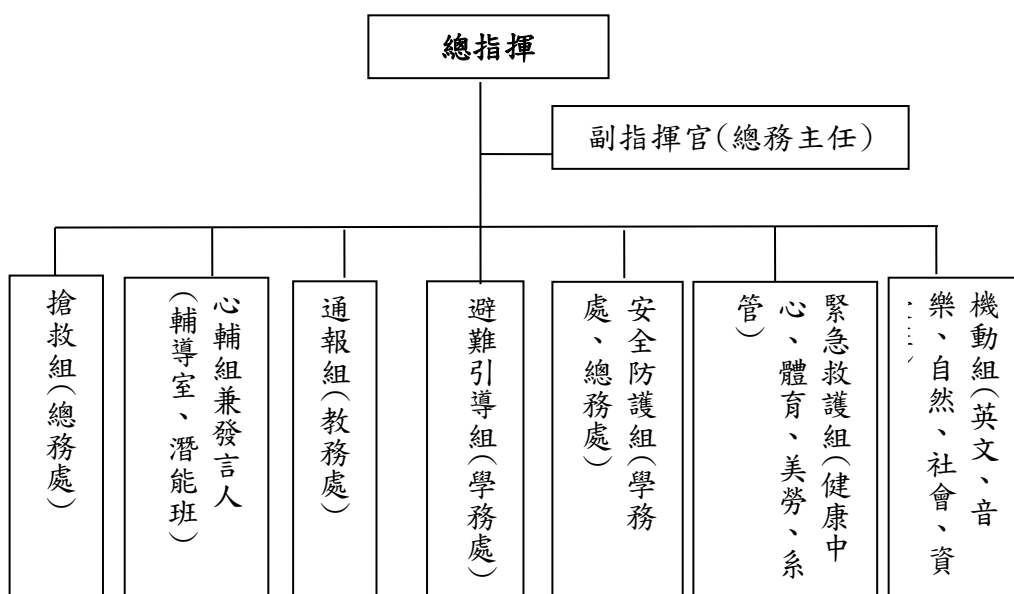 總指揮
副指揮官(總務主任)
搶救組(總務處)
心輔組兼發言人
(輔導室、潛能班)
通報組(教務處)
避難引導組(學務處)
安全防護組(學務
處、總務處)
緊急救護組(健康中
心、體育、美勞、系
管)
機動組(英文、音
樂、自然、社會、資